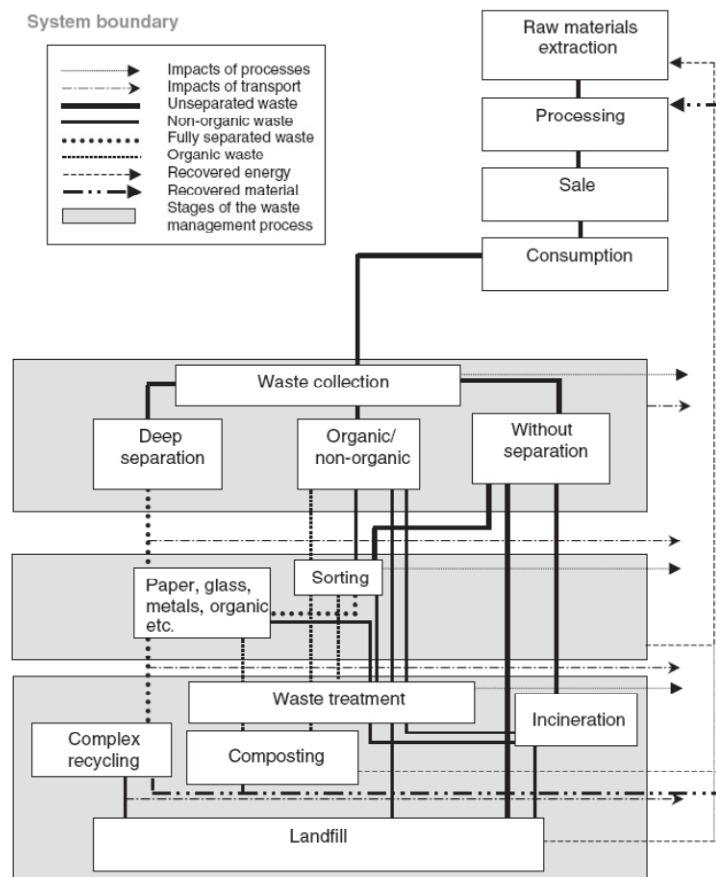 System boundary
Impacts of processes
Impacts of transport
Unseparated waste
Non-organic waste
Fully separated waste
Organic waste
Recovered energy
Recovered material
Stages of the waste
management process
Raw materials
extraction
Processing
Sale
Consumption
Waste collection
Deep
separation
Organic/
non-organic
Without
separation
Sorting
Paper, glass,
metals, organic
etc.
Waste treatment
Incineration
Complex
recycling
Composting
Landfill